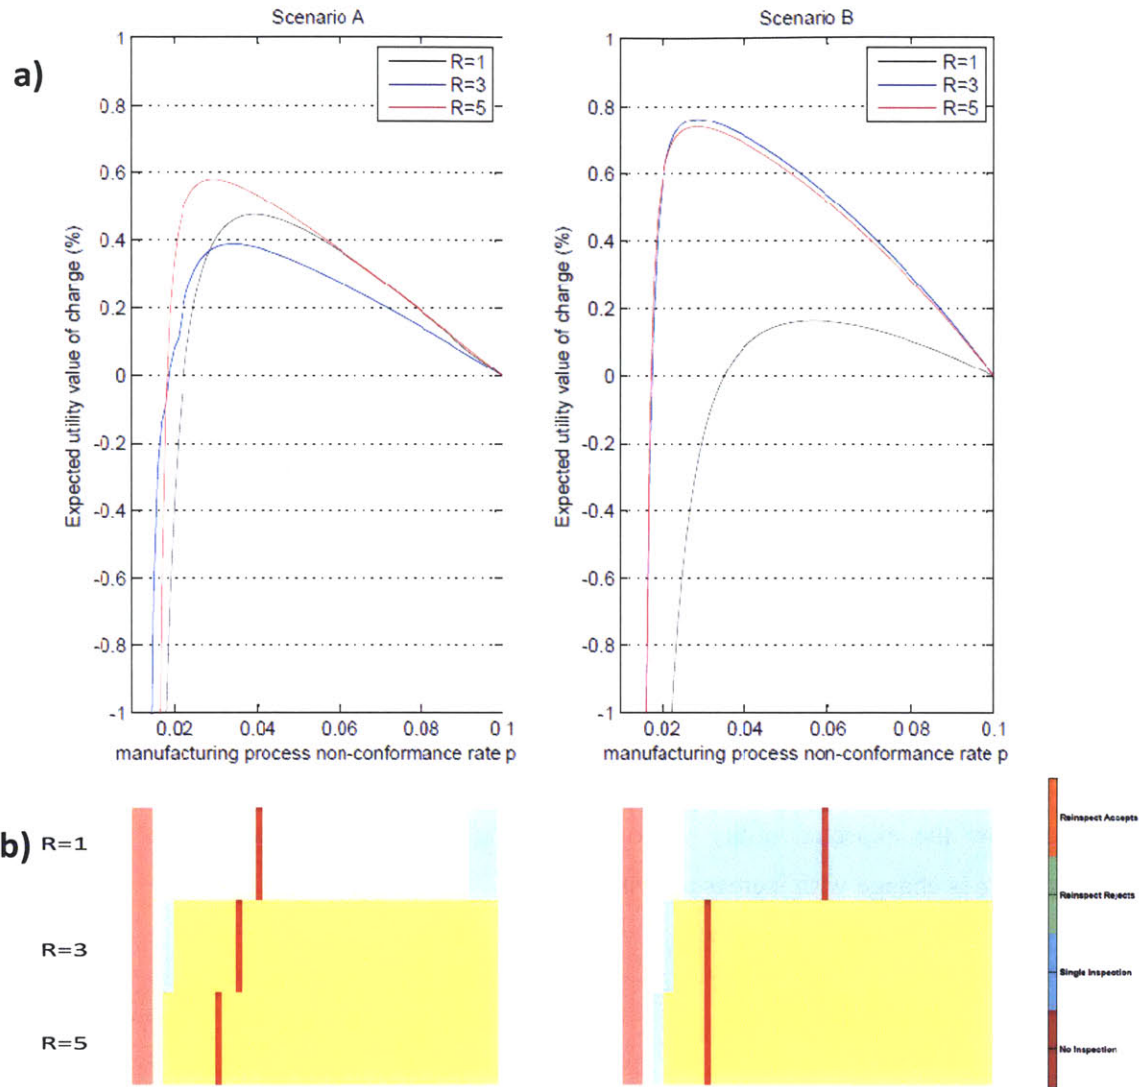 Scenario A
Scenario B
a)
1
0.8
0.6
0.4
0.2
0
-0.2
-0.4
-0.6
-0.8
-1
R=1
R=3
R=5
Expected utility value of change (%)
0.02 0.04 0.06 0.08 0 1
manufacturing process non-conformance rate p
1
0.8
0.6
0.4
0.2
0
-0.2
-0.4
-0.6
-0.8
-1
R=1
R=3
R=5
Expected utility value of change (%)
0.02 0.04 0.06 0.08 0.1
manufacturing process non-conformance rate p
b)
R=1
R=3
R=5
Reinspect Accepts
Reinspect Rejects
Single Inspection
No Inspection